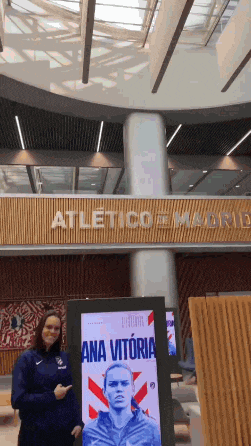 ATLÉTICO DE MADRID
ANA VITÓRIA